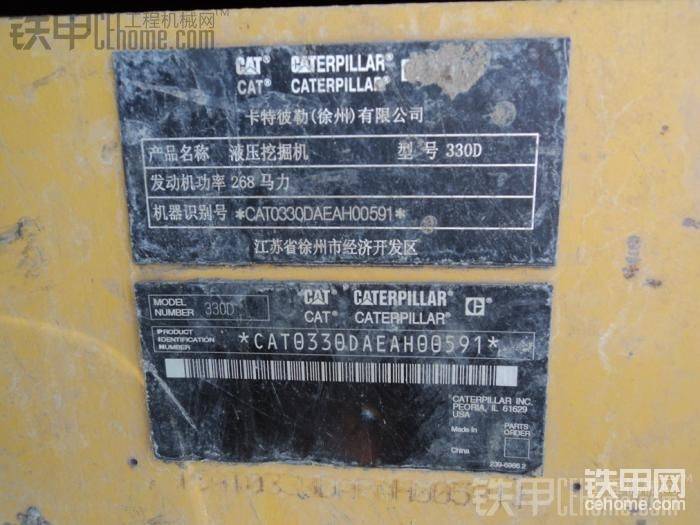 铁甲 工程机械网
CEhome.com
CAT® CATERPILLAR
CAT® CATERPILLAR®
卡特彼勒(徐州)有限公司
产品名称 液压挖掘机 型号 330D
发动机功率 268 马力
机器识别号 *CAT0330DAEAH00591*
江苏省徐州市经济开发区
MODEL NUMBER 330D
CAT® CATERPILLAR®
CAT® CATERPILLAR®
PRODUCT IDENTIFICATION NUMBER
*CAT0330DAEAH00591*
CATERPILLAR INC.
PEORIA, IL 61629
USA
Made In
China
PARTS ORDER
239-5986 2
铁甲网
cehome.com